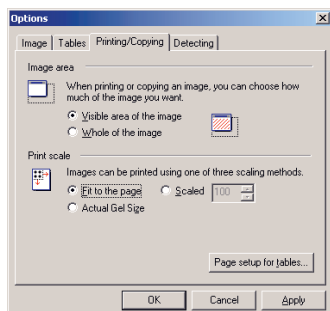 Options
Image Tables Printing/Copying Detecting
Image area
When printing or copying an image, you can choose how
much of the image you want.
Visible area of the image
Whole of the image
Print scale
Images can be printed using one of three scaling methods.
Fit to the page Scaled 100
Actual Gel Size
Page setup for tables...
OK Cancel Apply